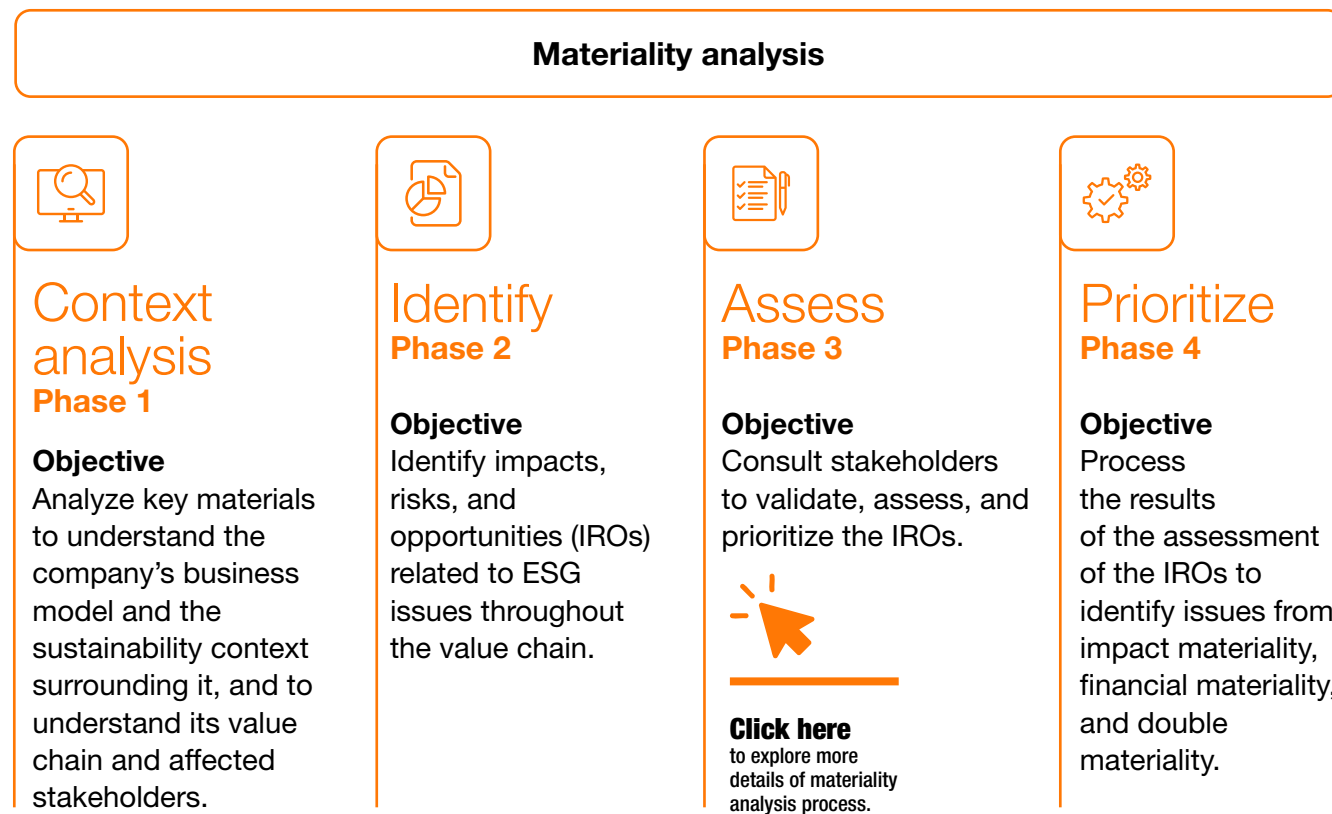 Materiality analysis
Context
analysis
Phase 1
Objective
Analyze key materials
to understand the
company’s business
model and the
sustainability context
surrounding it, and to
understand its value
chain and affected
stakeholders.
Identify
Phase 2
Objective
Identify impacts,
risks, and
opportunities (IROs)
related to ESG
issues throughout
the value chain.
Assess
Phase 3
Objective
Consult stakeholders
to validate, assess, and
prioritize the IROs.
Click here
to explore more
details of materiality
analysis process.
Prioritize
Phase 4
Objective
Process
the results
of the assessment
of the IROs to
identify issues from
impact materiality,
financial materiality,
and double
materiality.